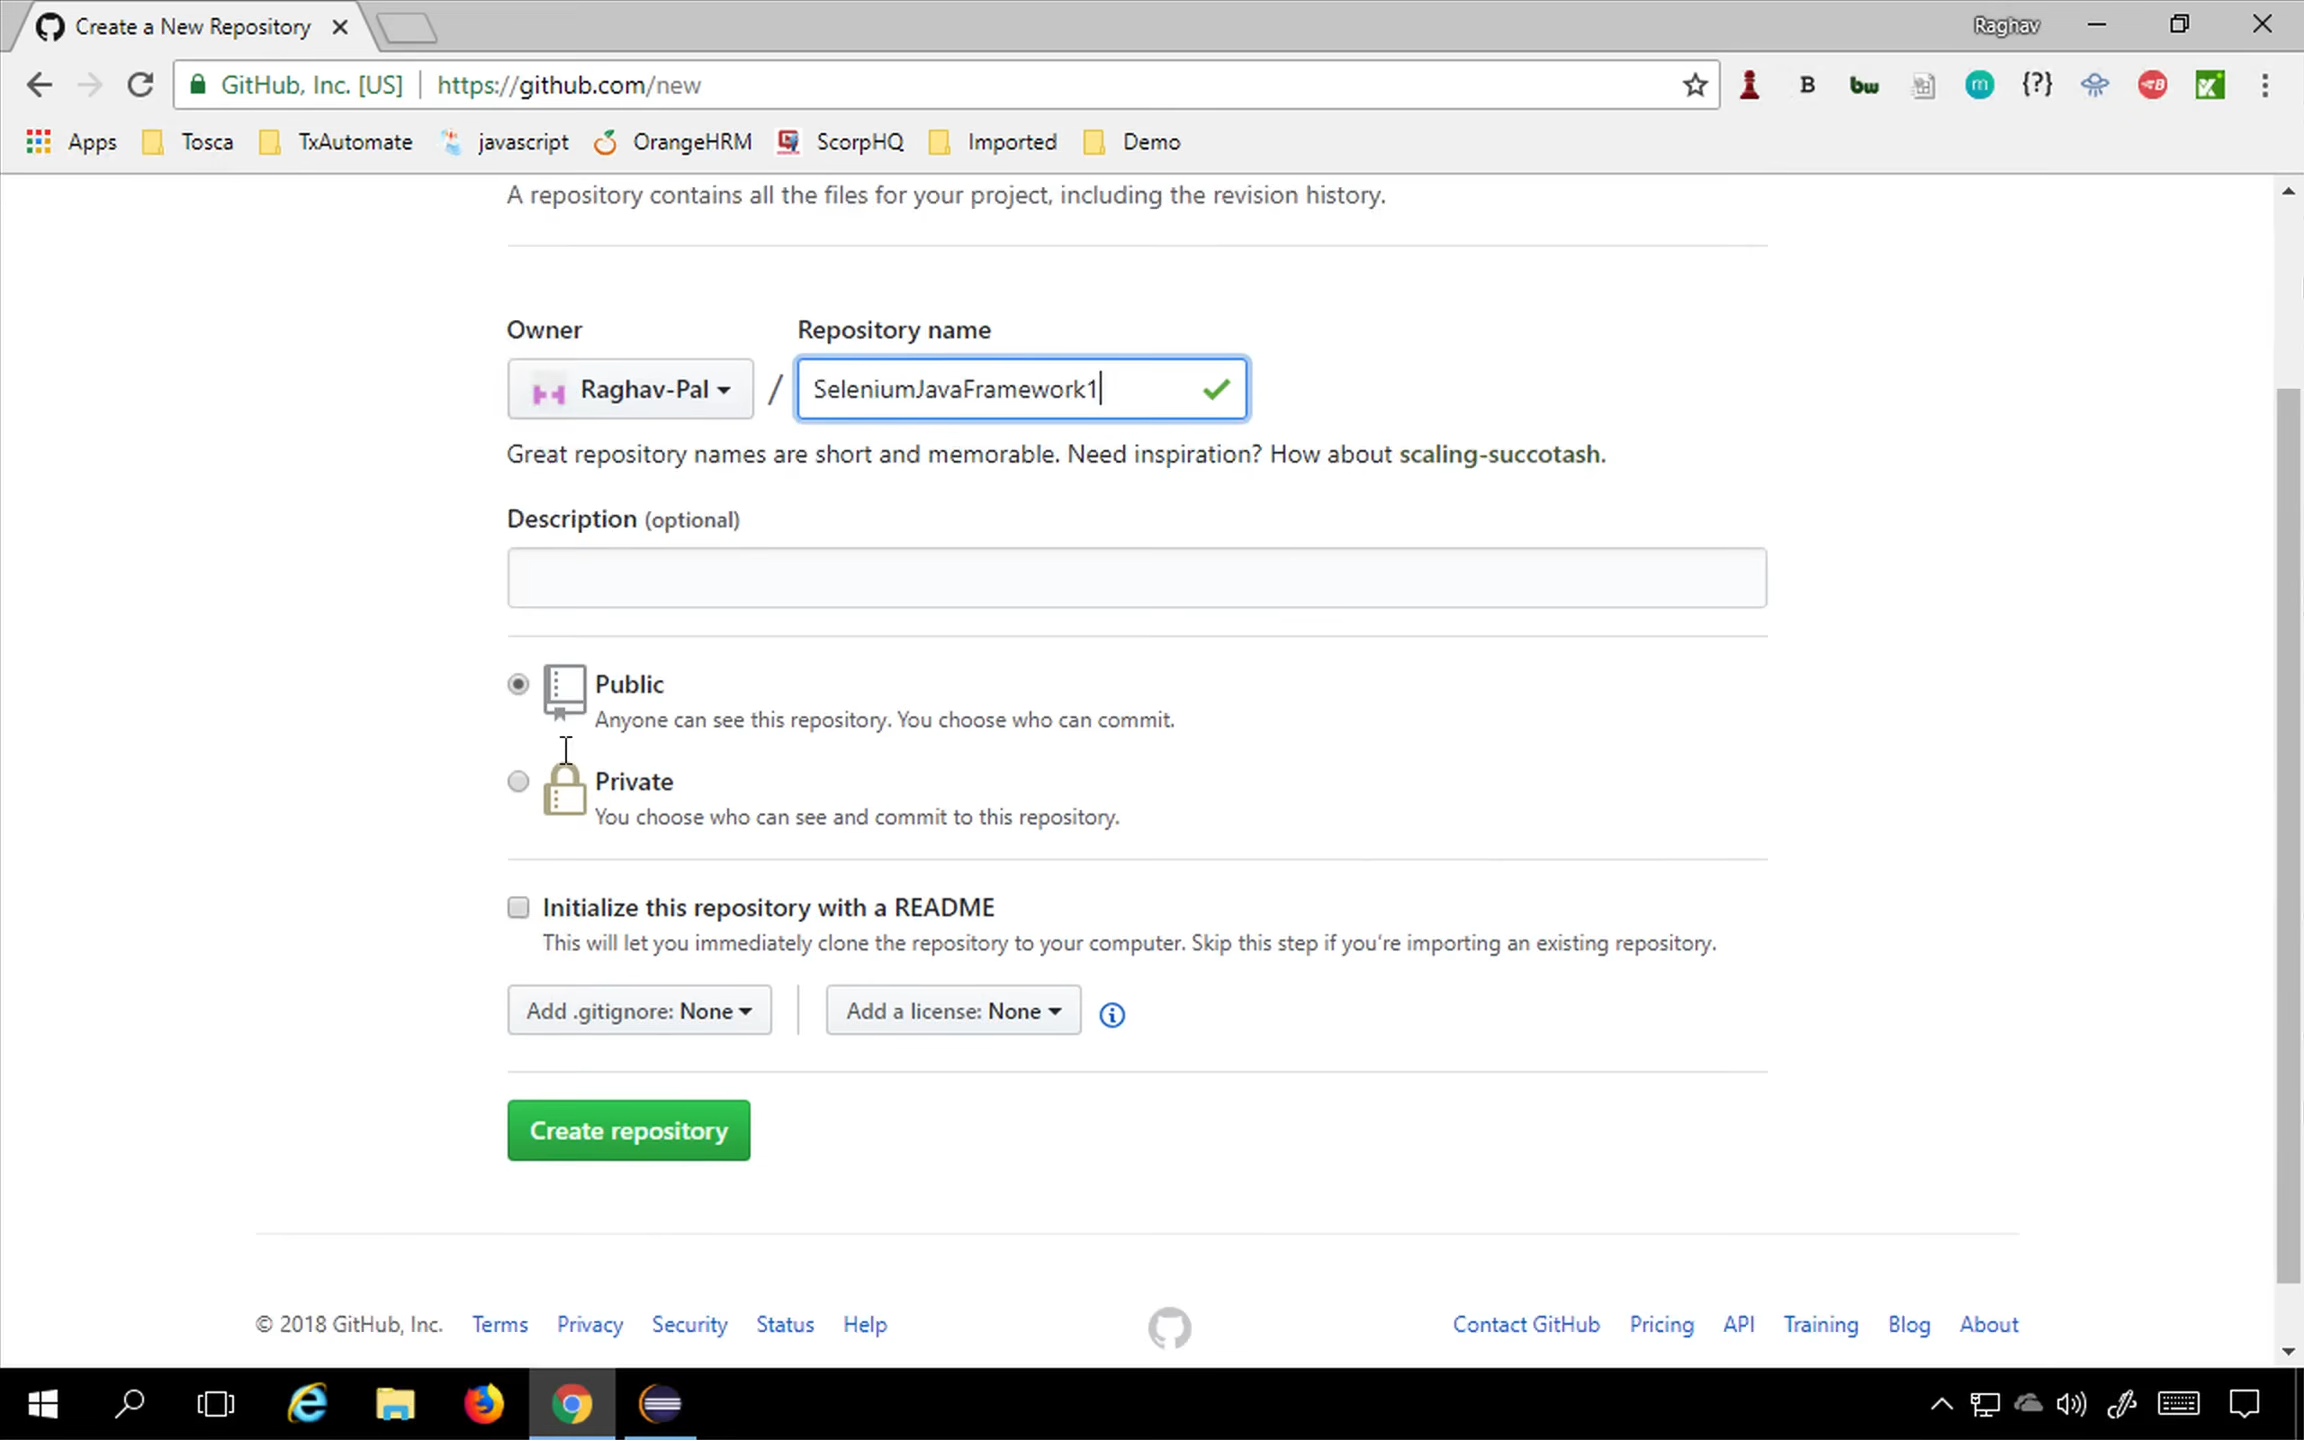 Create a New Repository
Raghav
GitHub, Inc. [US]
https://github.com/new
B
bw
m
{?}
Apps
Tosca
TxAutomate
javascript
OrangeHRM
ScorpHQ
Imported
Demo
A repository contains all the files for your project, including the revision history.
Owner
Repository name
Raghav-Pal
/
SeleniumJavaFramework1
Great repository names are short and memorable. Need inspiration? How about scaling-succotash.
Description (optional)
Public
Anyone can see this repository. You choose who can commit.
Private
You choose who can see and commit to this repository.
Initialize this repository with a README
This will let you immediately clone the repository to your computer. Skip this step if you’re importing an existing repository.
Add .gitignore: None
Add a license: None
Create repository
© 2018 GitHub, Inc.
Terms
Privacy
Security
Status
Help
Contact GitHub
Pricing
API
Training
Blog
About